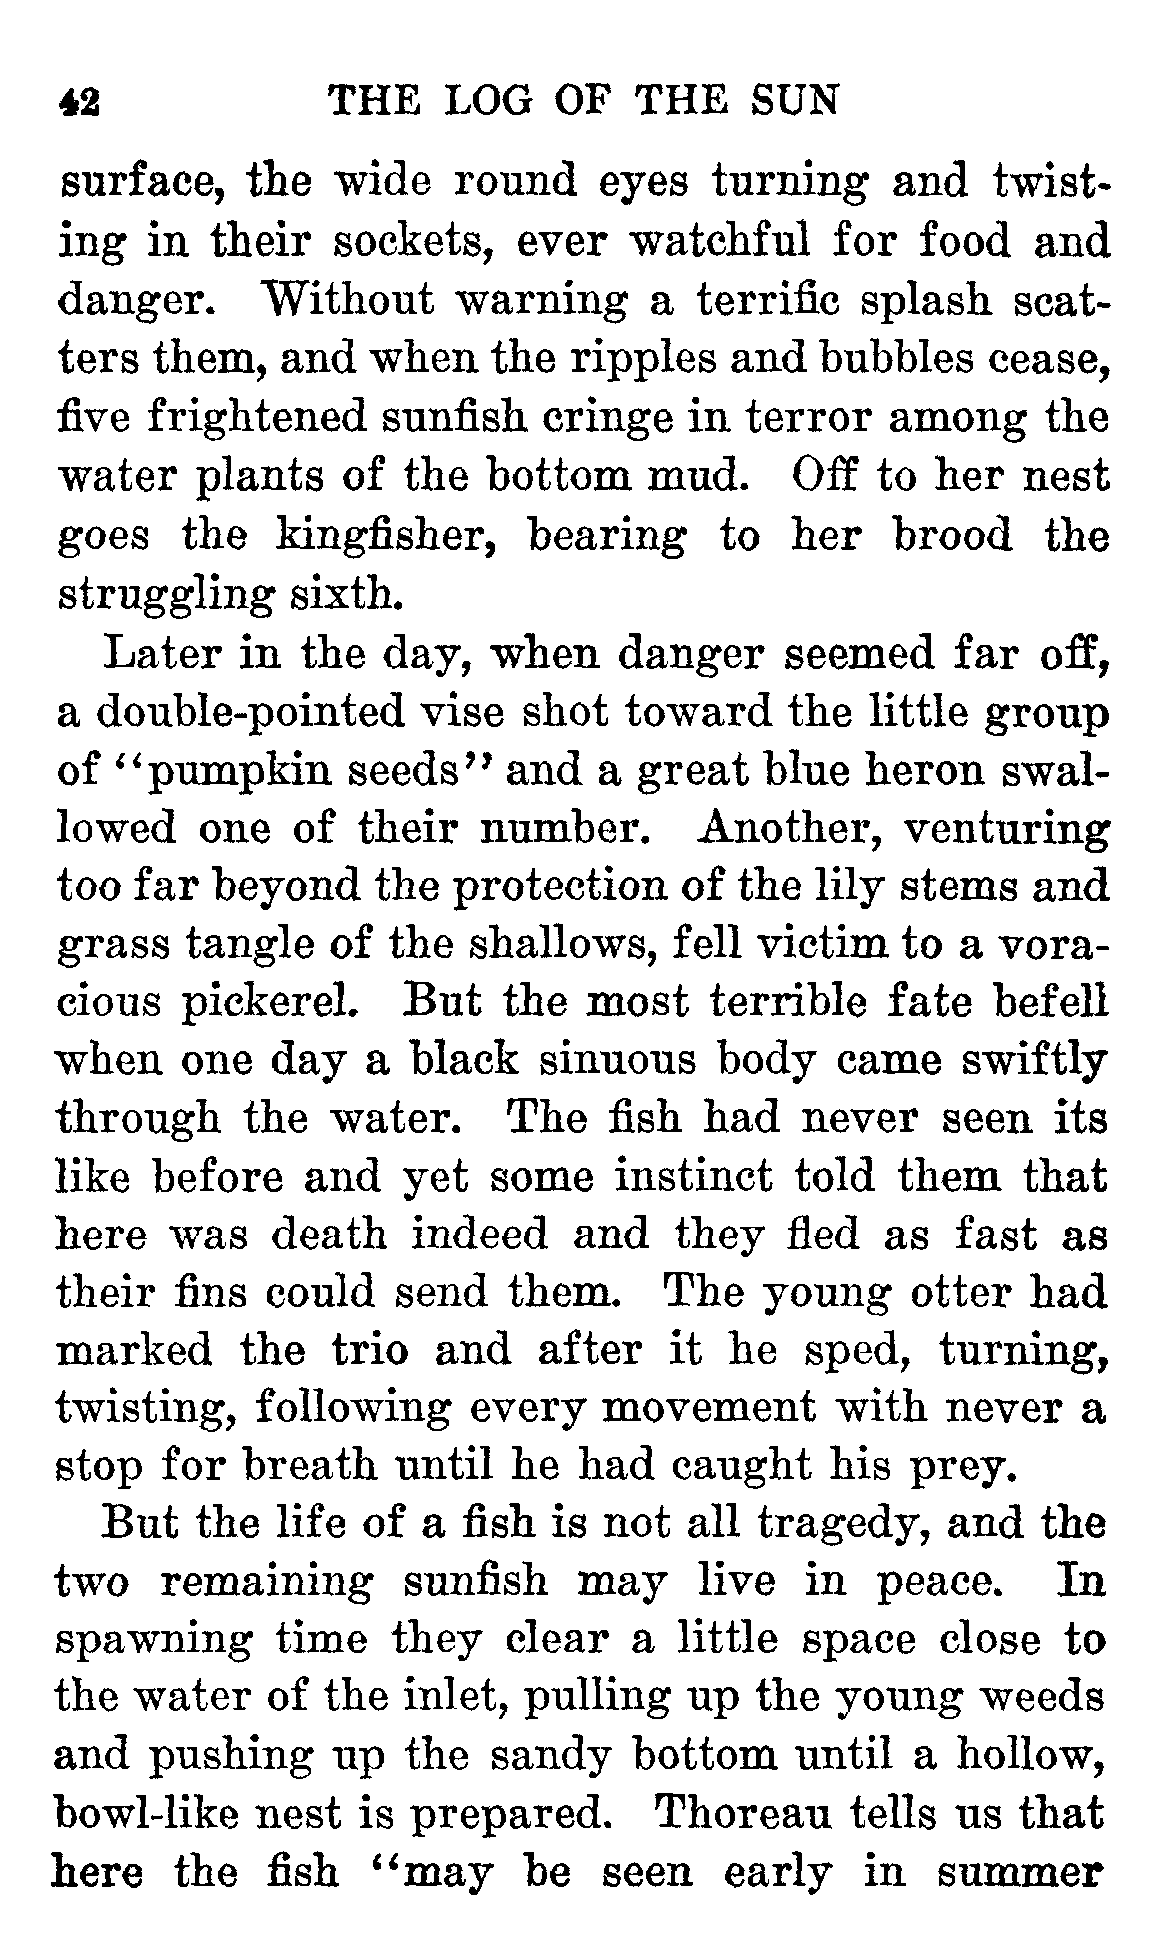 42 THE LOG OF THE SUN
surface, the wide round eyes turning and twist-
ing in their sockets, ever watchful for food and
danger. Without warning a terrific splash scat-
ters them, and when the ripples and bubbles cease,
five frightened sunfish cringe in terror among the
water plants of the bottom mud. Off to her nest
goes the kingfisher, bearing to her brood the
struggling sixth.
Later in the day, when danger seemed far off,
a double-pointed vise shot toward the little group
of "pumpkin seeds" and a great blue heron swal-
lowed one of their number. Another, venturing
too far beyond the protection of the lily stems and
grass tangle of the shallows, fell victim to a vora-
cious pickerel. But the most terrible fate befell
when one day a black sinuous body came swiftly
through the water. The fish had never seen its
like before and yet some instinct told them that
here was death indeed and they fled as fast as
their fins could send them. The young otter had
marked the trio and after it he sped, turning,
twisting, following every movement with never a
stop for breath until he had caught his prey.
But the life of a fish is not all tragedy, and the
two remaining sunfish may live in peace. In
spawning time they clear a little space close to
the water of the inlet, pulling up the young weeds
and pushing up the sandy bottom until a hollow,
bowl-like nest is prepared. Thoreau tells us that
here the fish "may be seen early in summer